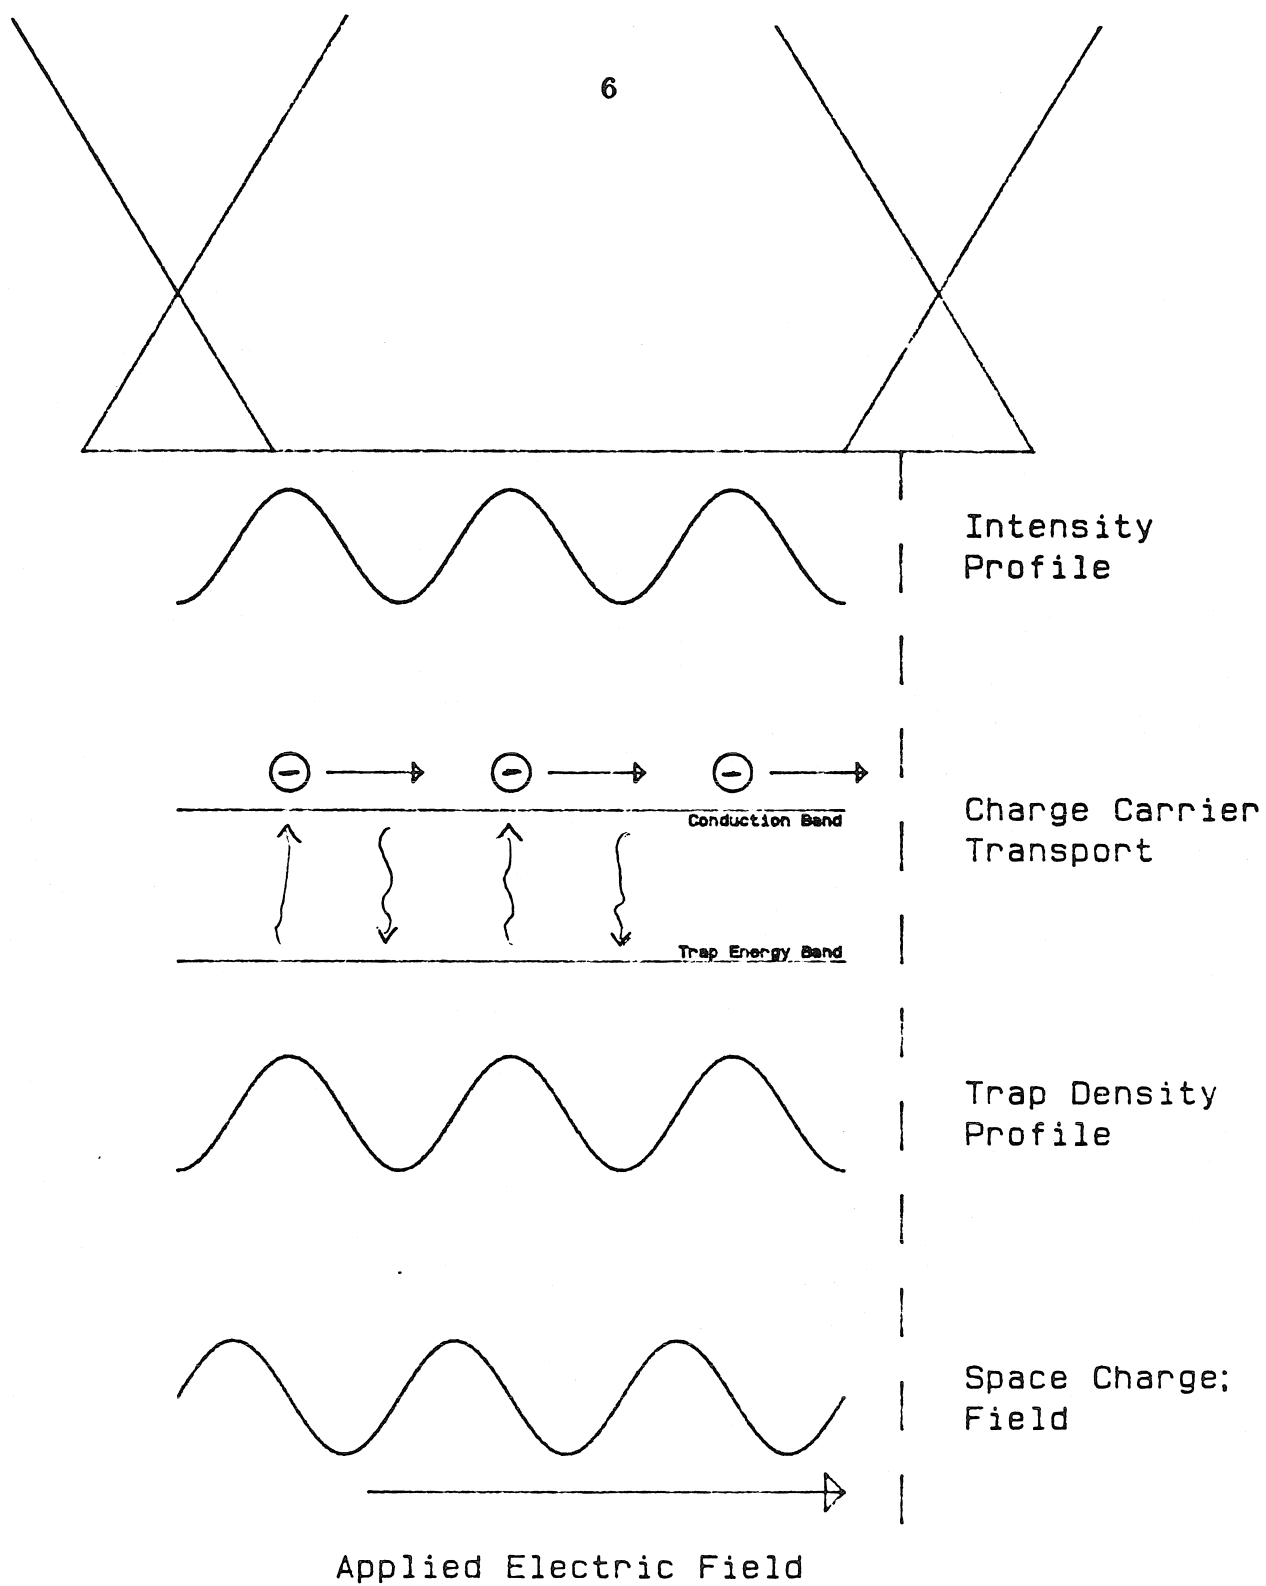 6
Intensity
Profile
Conduction Band
Charge Carrier
Transport
Trap Energy Band
Trap Density
Profile
Space Charge;
Field
Applied Electric Field